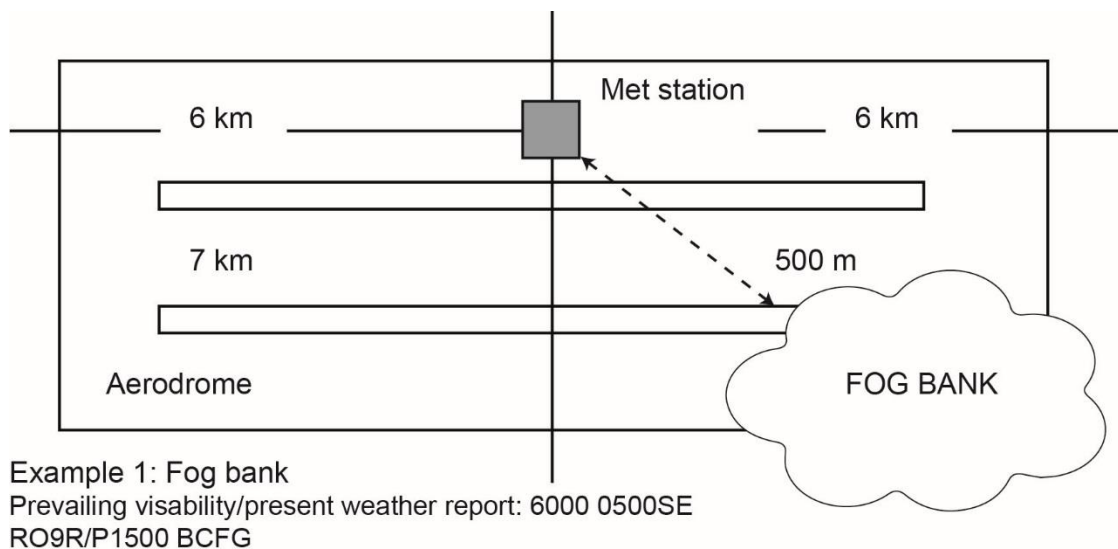 Met station
6 km
6 km
7 km
500 m
Aerodrome
FOG BANK
Example 1: Fog bank
Prevailing visability/present weather report: 6000 0500SE
RO9R/P1500 BCFG